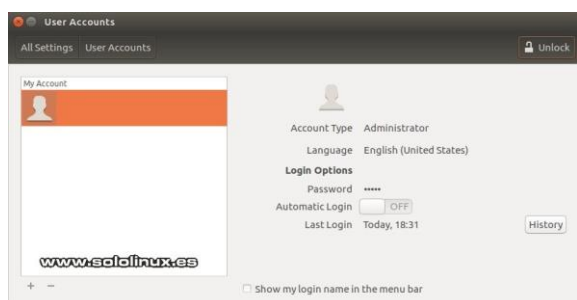 User Accounts
All Settings User Accounts Unlock
My Account
Account Type Administrator
Language English (United States)
Login Options
Password •••••
Automatic Login OFF
Last Login Today, 18:31 History
www.sololinux.es
+ −
Show my login name in the menu bar